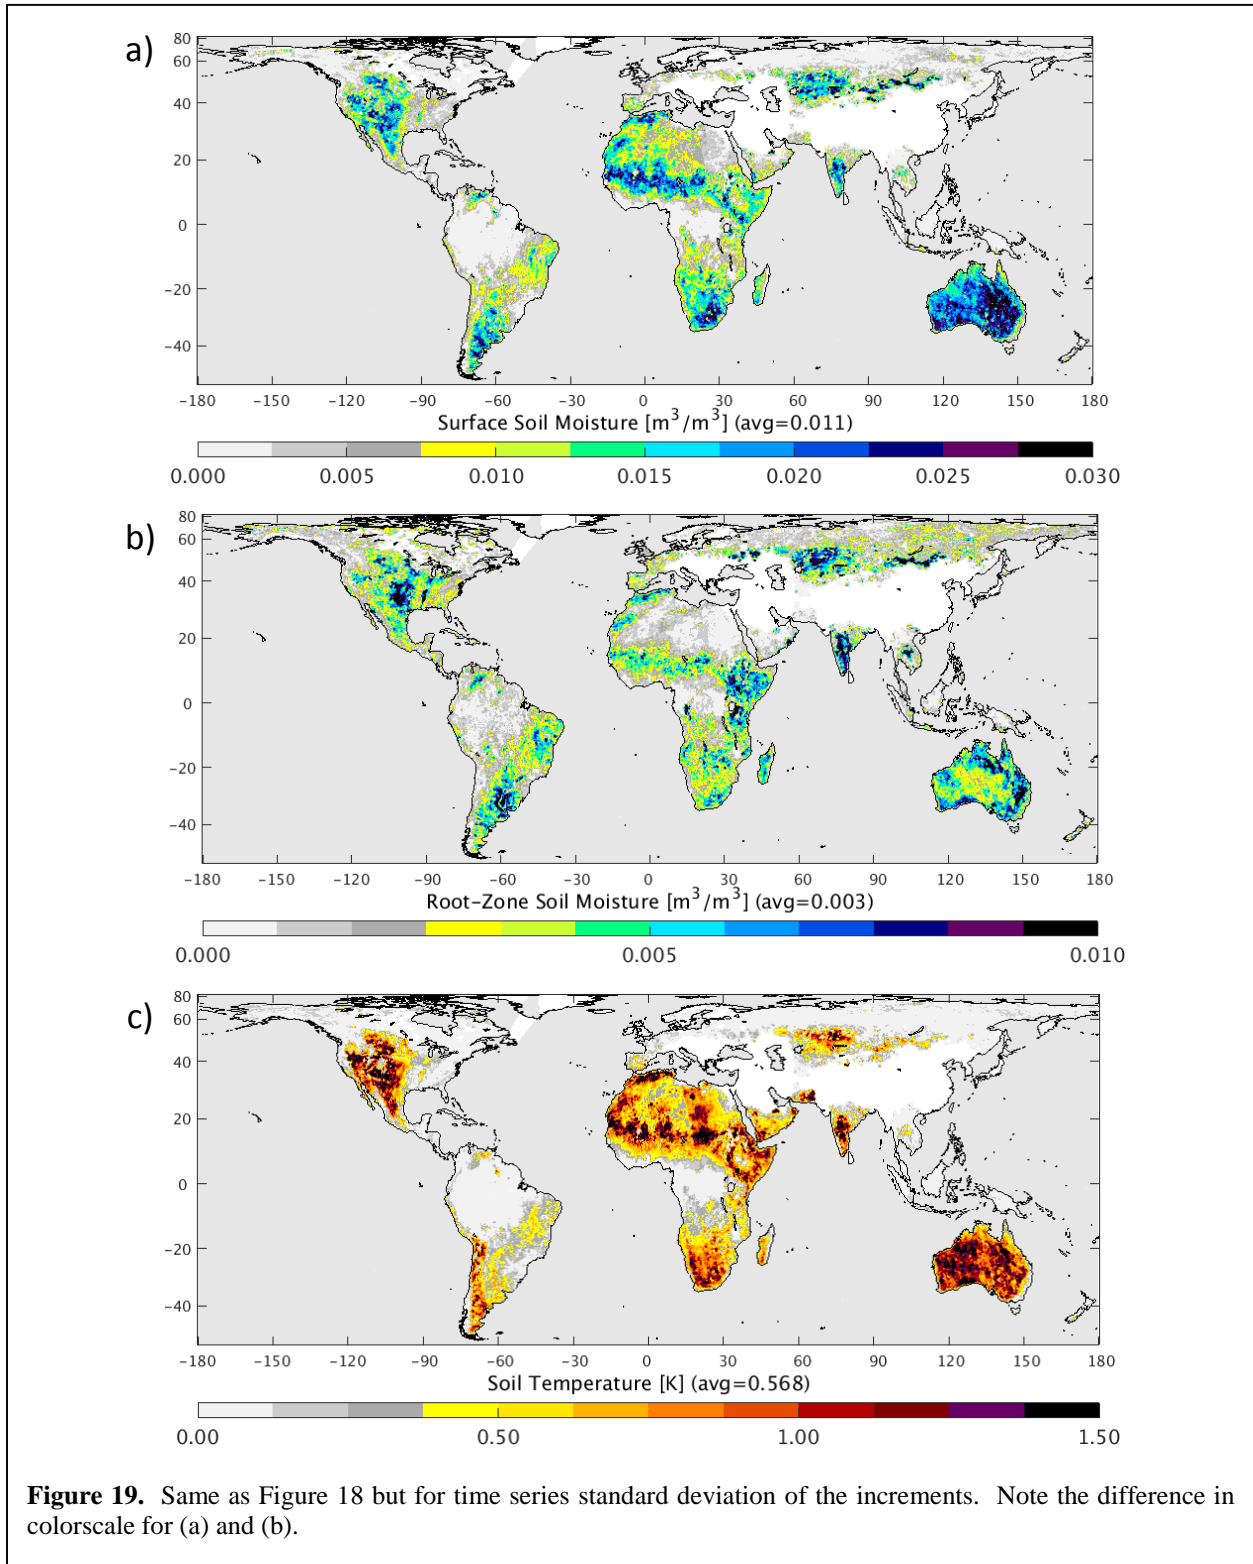 a)
80
60
40
20
0
−20
−40
−180 −150 −120 −90 −60 −30 0 30 60 90 120 150 180
Surface Soil Moisture [m³/m³] (avg=0.011)
0.000 0.005 0.010 0.015 0.020 0.025 0.030
b)
80
60
40
20
0
−20
−40
−180 −150 −120 −90 −60 −30 0 30 60 90 120 150 180
Root−Zone Soil Moisture [m³/m³] (avg=0.003)
0.000 0.005 0.010
c)
80
60
40
20
0
−20
−40
−180 −150 −120 −90 −60 −30 0 30 60 90 120 150 180
Soil Temperature [K] (avg=0.568)
0.00 0.50 1.00 1.50
Figure 19. Same as Figure 18 but for time series standard deviation of the increments. Note the difference in
colorscale for (a) and (b).